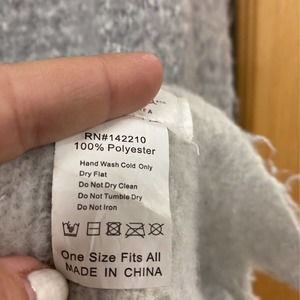 RN#142210
100% Polyester
Hand Wash Cold Only
Dry Flat
Do Not Dry Clean
Do Not Tumble Dry
Do Not Iron
One Size Fits All
MADE IN CHINA